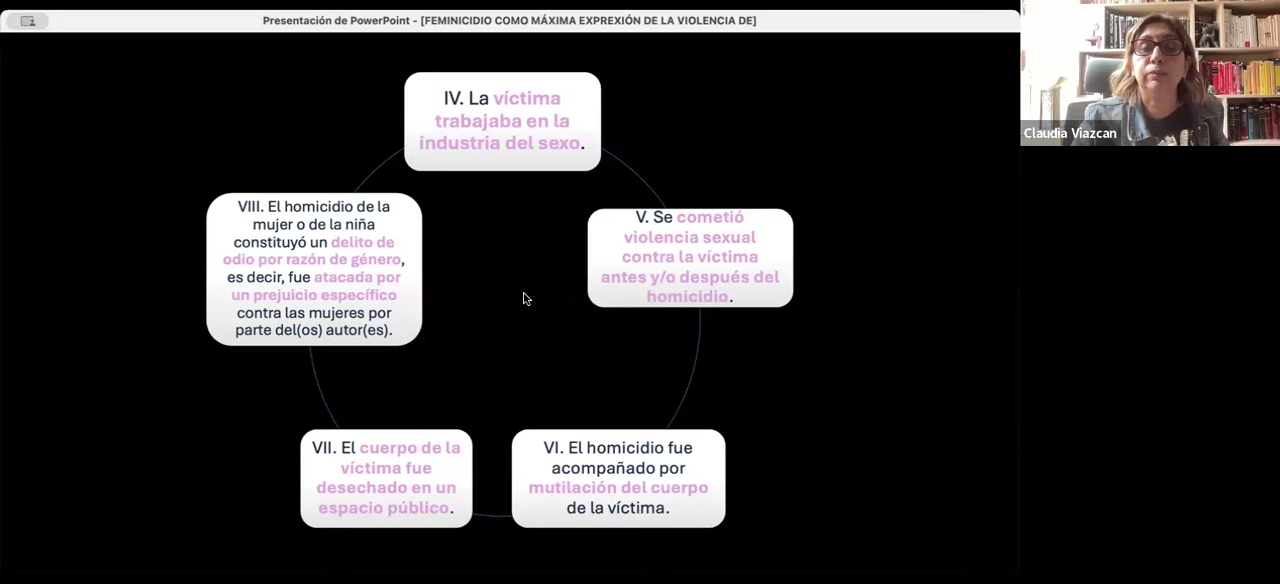 Presentación de PowerPoint - [FEMINICIDIO COMO MÁXIMA EXPREXIÓN DE LA VIOLENCIA DE]
Claudia Viazcan
IV. La víctima
trabajaba en la
industria del sexo.
V. Se cometió
violencia sexual
contra la víctima
antes y/o después del
homicidio.
VI. El homicidio fue
acompañado por
mutilación del cuerpo
de la víctima.
VII. El cuerpo de la
víctima fue
desechado en un
espacio público.
VIII. El homicidio de la
mujer o de la niña
constituyó un delito de
odio por razón de género,
es decir, fue atacada por
un prejuicio específico
contra las mujeres por
parte del(os) autor(es).